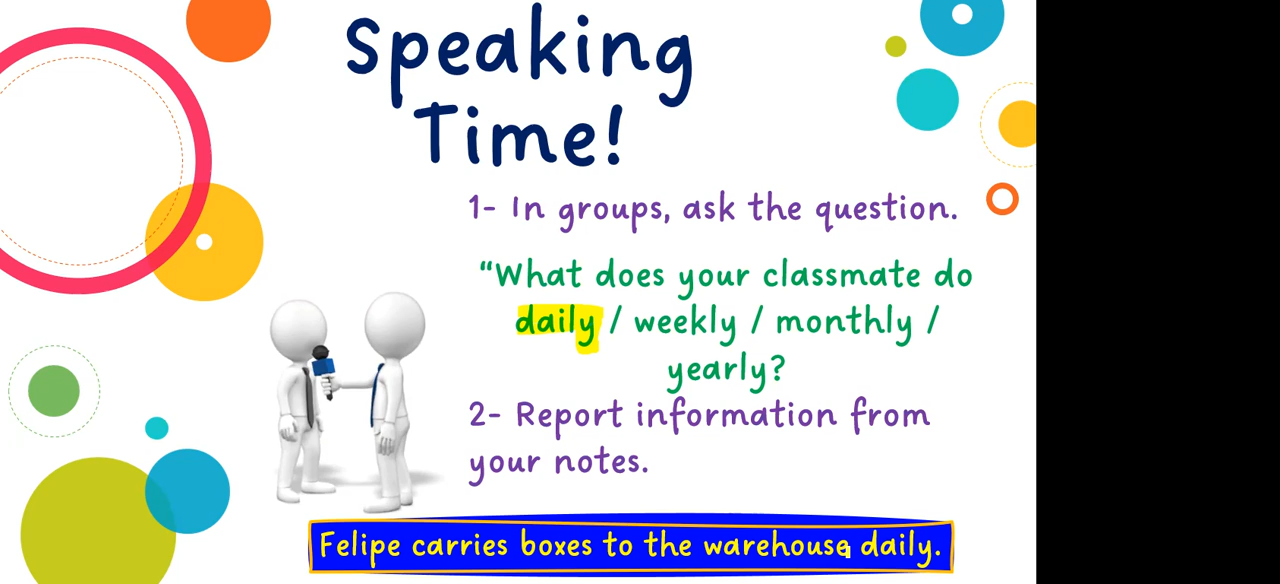 Speaking
Time!
1- In groups, ask the question.
“What does your classmate do
daily / weekly / monthly /
yearly?
2- Report information from
your notes.
Felipe carries boxes to the warehouse daily.